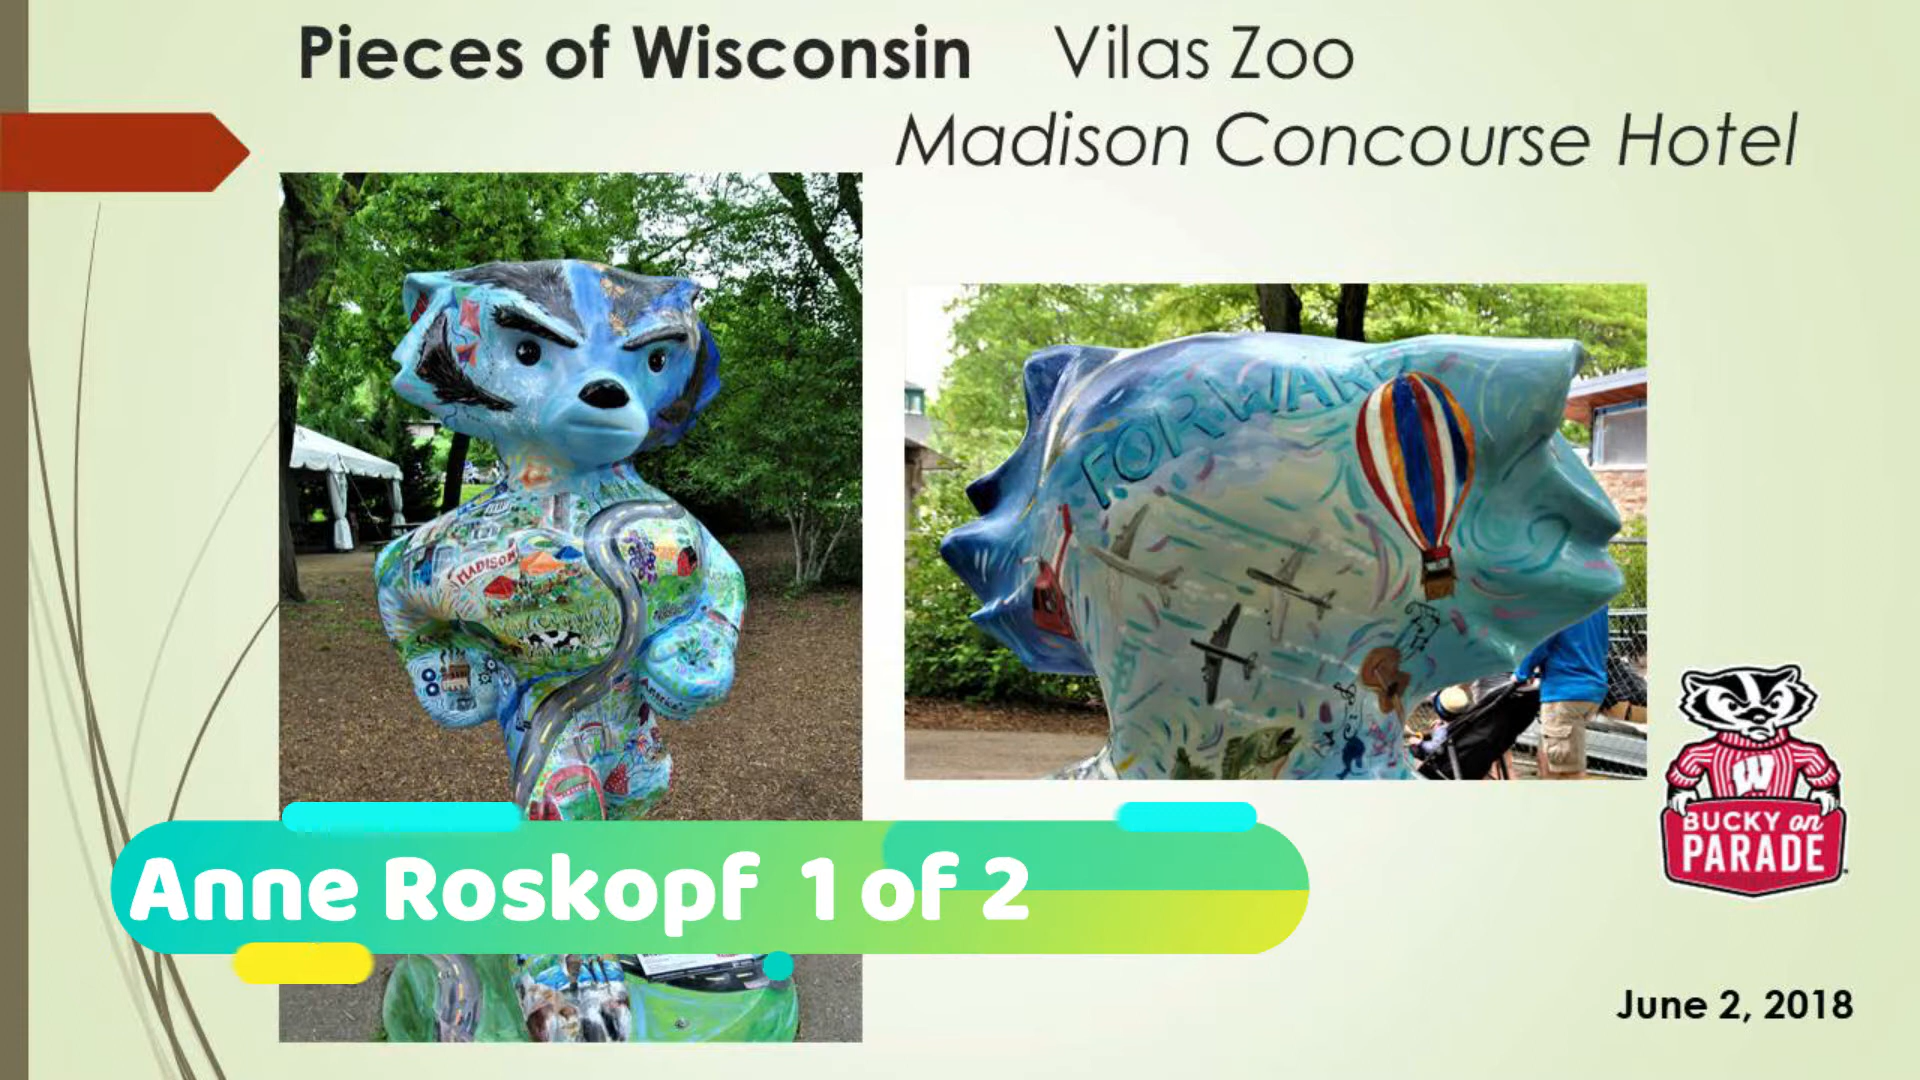 Pieces of Wisconsin Vilas Zoo
Madison Concourse Hotel
FORWARD
MADISON
America's
W
BUCKY on
PARADE
Anne Roskopf 1 of 2
June 2, 2018